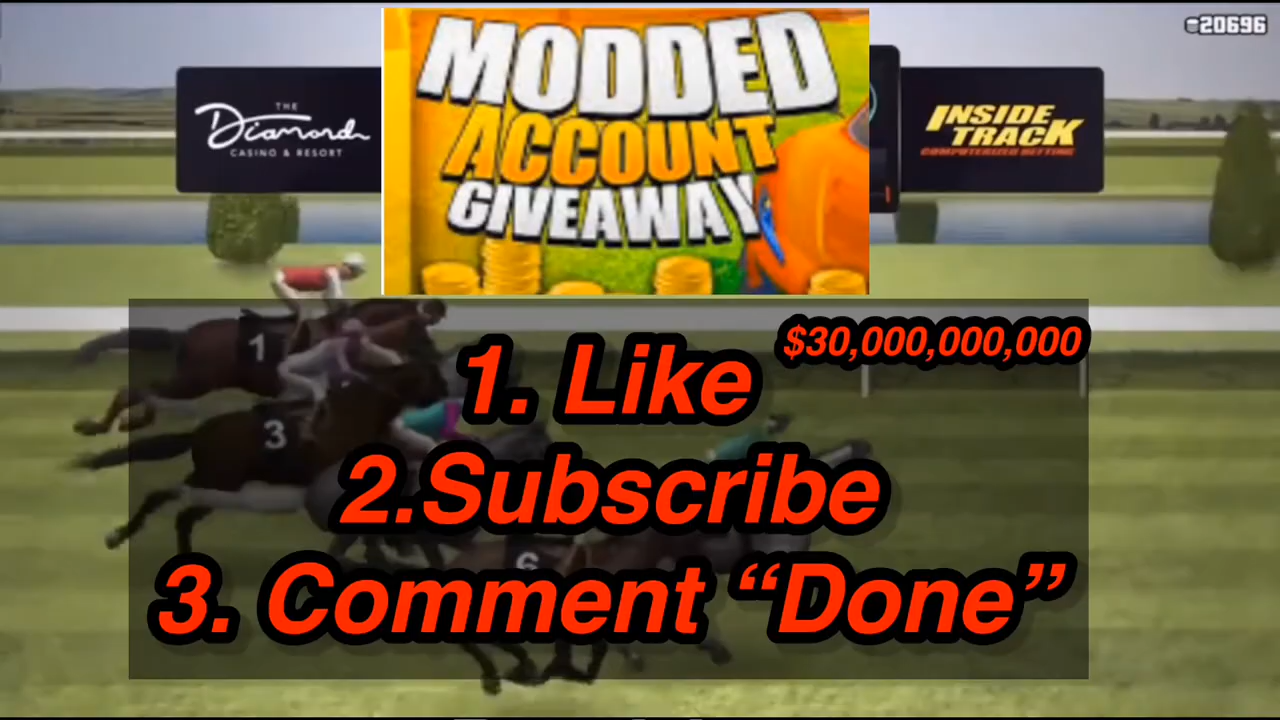 20696
MODDED
ACCOUNT
GIVEAWAY
THE
Diamond
CASINO & RESORT
INSIDE
TRACK
COMPUTERIZED BETTING
$30,000,000,000
1. Like
2.Subscribe
3. Comment “Done”
1
3
6